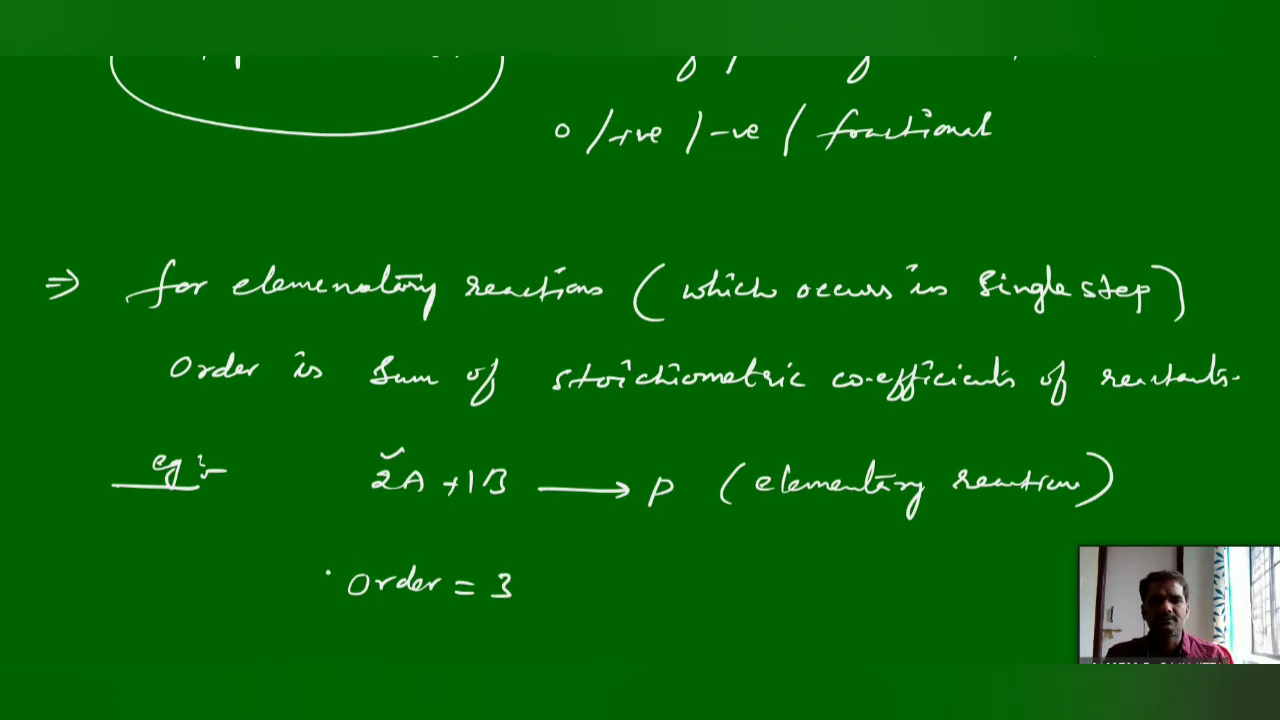 0 /+ve /-ve / fractional
⇒ for elemenatary reactions (which occurs in single step)
Order is Sum of stoichiometric co-efficients of reactants.
eg:- 2A + 1B ⟶ P (elementary reaction)
Order = 3